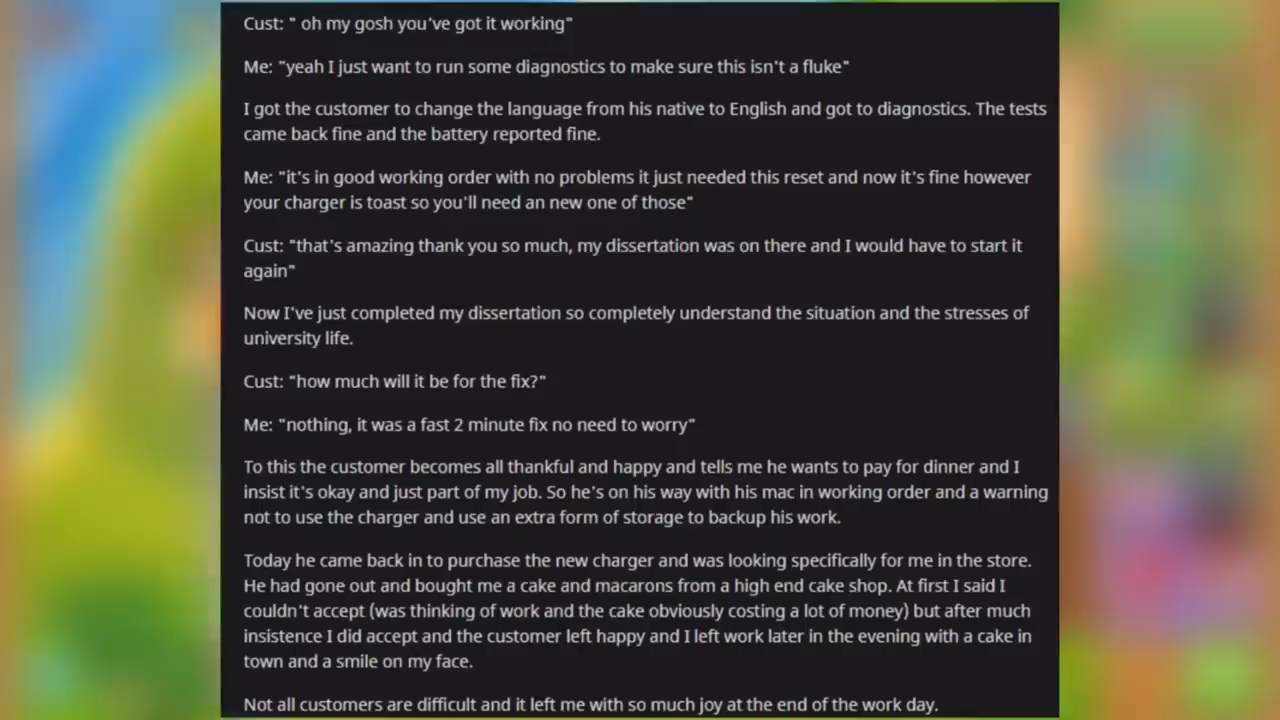 Cust: " oh my gosh you've got it working"
Me: "yeah I just want to run some diagnostics to make sure this isn't a fluke"
I got the customer to change the language from his native to English and got to diagnostics. The tests
came back fine and the battery reported fine.
Me: "it's in good working order with no problems it just needed this reset and now it's fine however
your charger is toast so you'll need an new one of those"
Cust: "that's amazing thank you so much, my dissertation was on there and I would have to start it
again"
Now I've just completed my dissertation so completely understand the situation and the stresses of
university life.
Cust: "how much will it be for the fix?"
Me: "nothing, it was a fast 2 minute fix no need to worry"
To this the customer becomes all thankful and happy and tells me he wants to pay for dinner and I
insist it's okay and just part of my job. So he's on his way with his mac in working order and a warning
not to use the charger and use an extra form of storage to backup his work.
Today he came back in to purchase the new charger and was looking specifically for me in the store.
He had gone out and bought me a cake and macarons from a high end cake shop. At first I said I
couldn't accept (was thinking of work and the cake obviously costing a lot of money) but after much
insistence I did accept and the customer left happy and I left work later in the evening with a cake in
town and a smile on my face.
Not all customers are difficult and it left me with so much joy at the end of the work day.